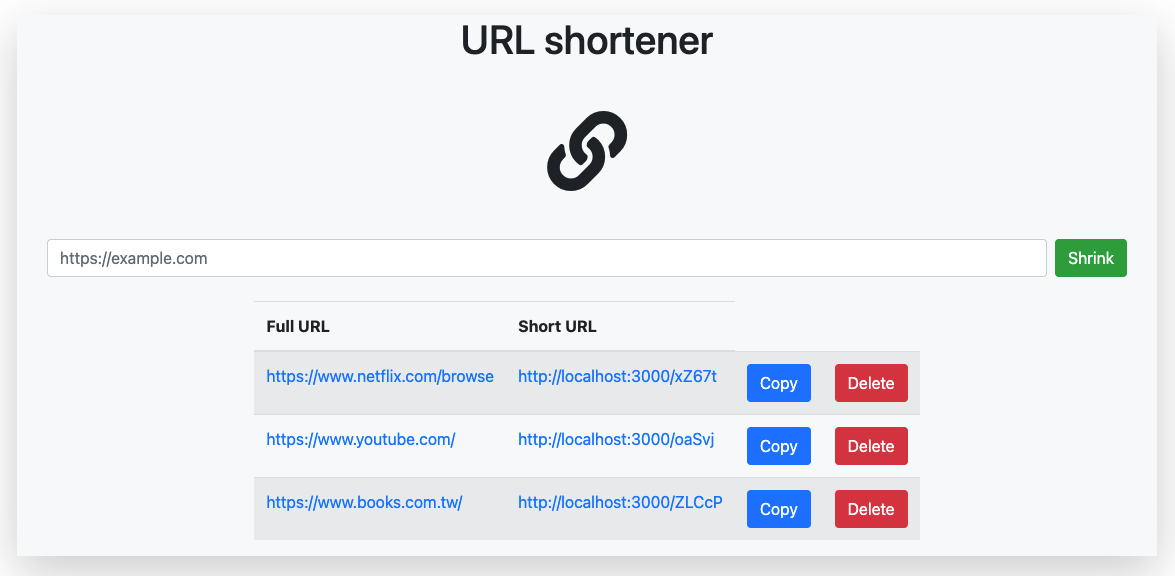 URL shortener
https://example.com Shrink
Full URL Short URL
https://www.netflix.com/browse http://localhost:3000/xZ67t Copy Delete
https://www.youtube.com/ http://localhost:3000/oaSvj Copy Delete
https://www.books.com.tw/ http://localhost:3000/ZLCcP Copy Delete